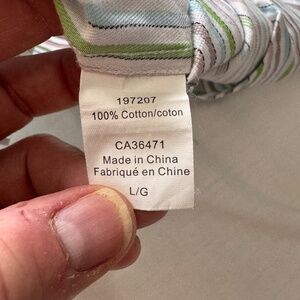 197207
100% Cotton/coton
CA36471
Made in China
Fabriqué en Chine
L/G